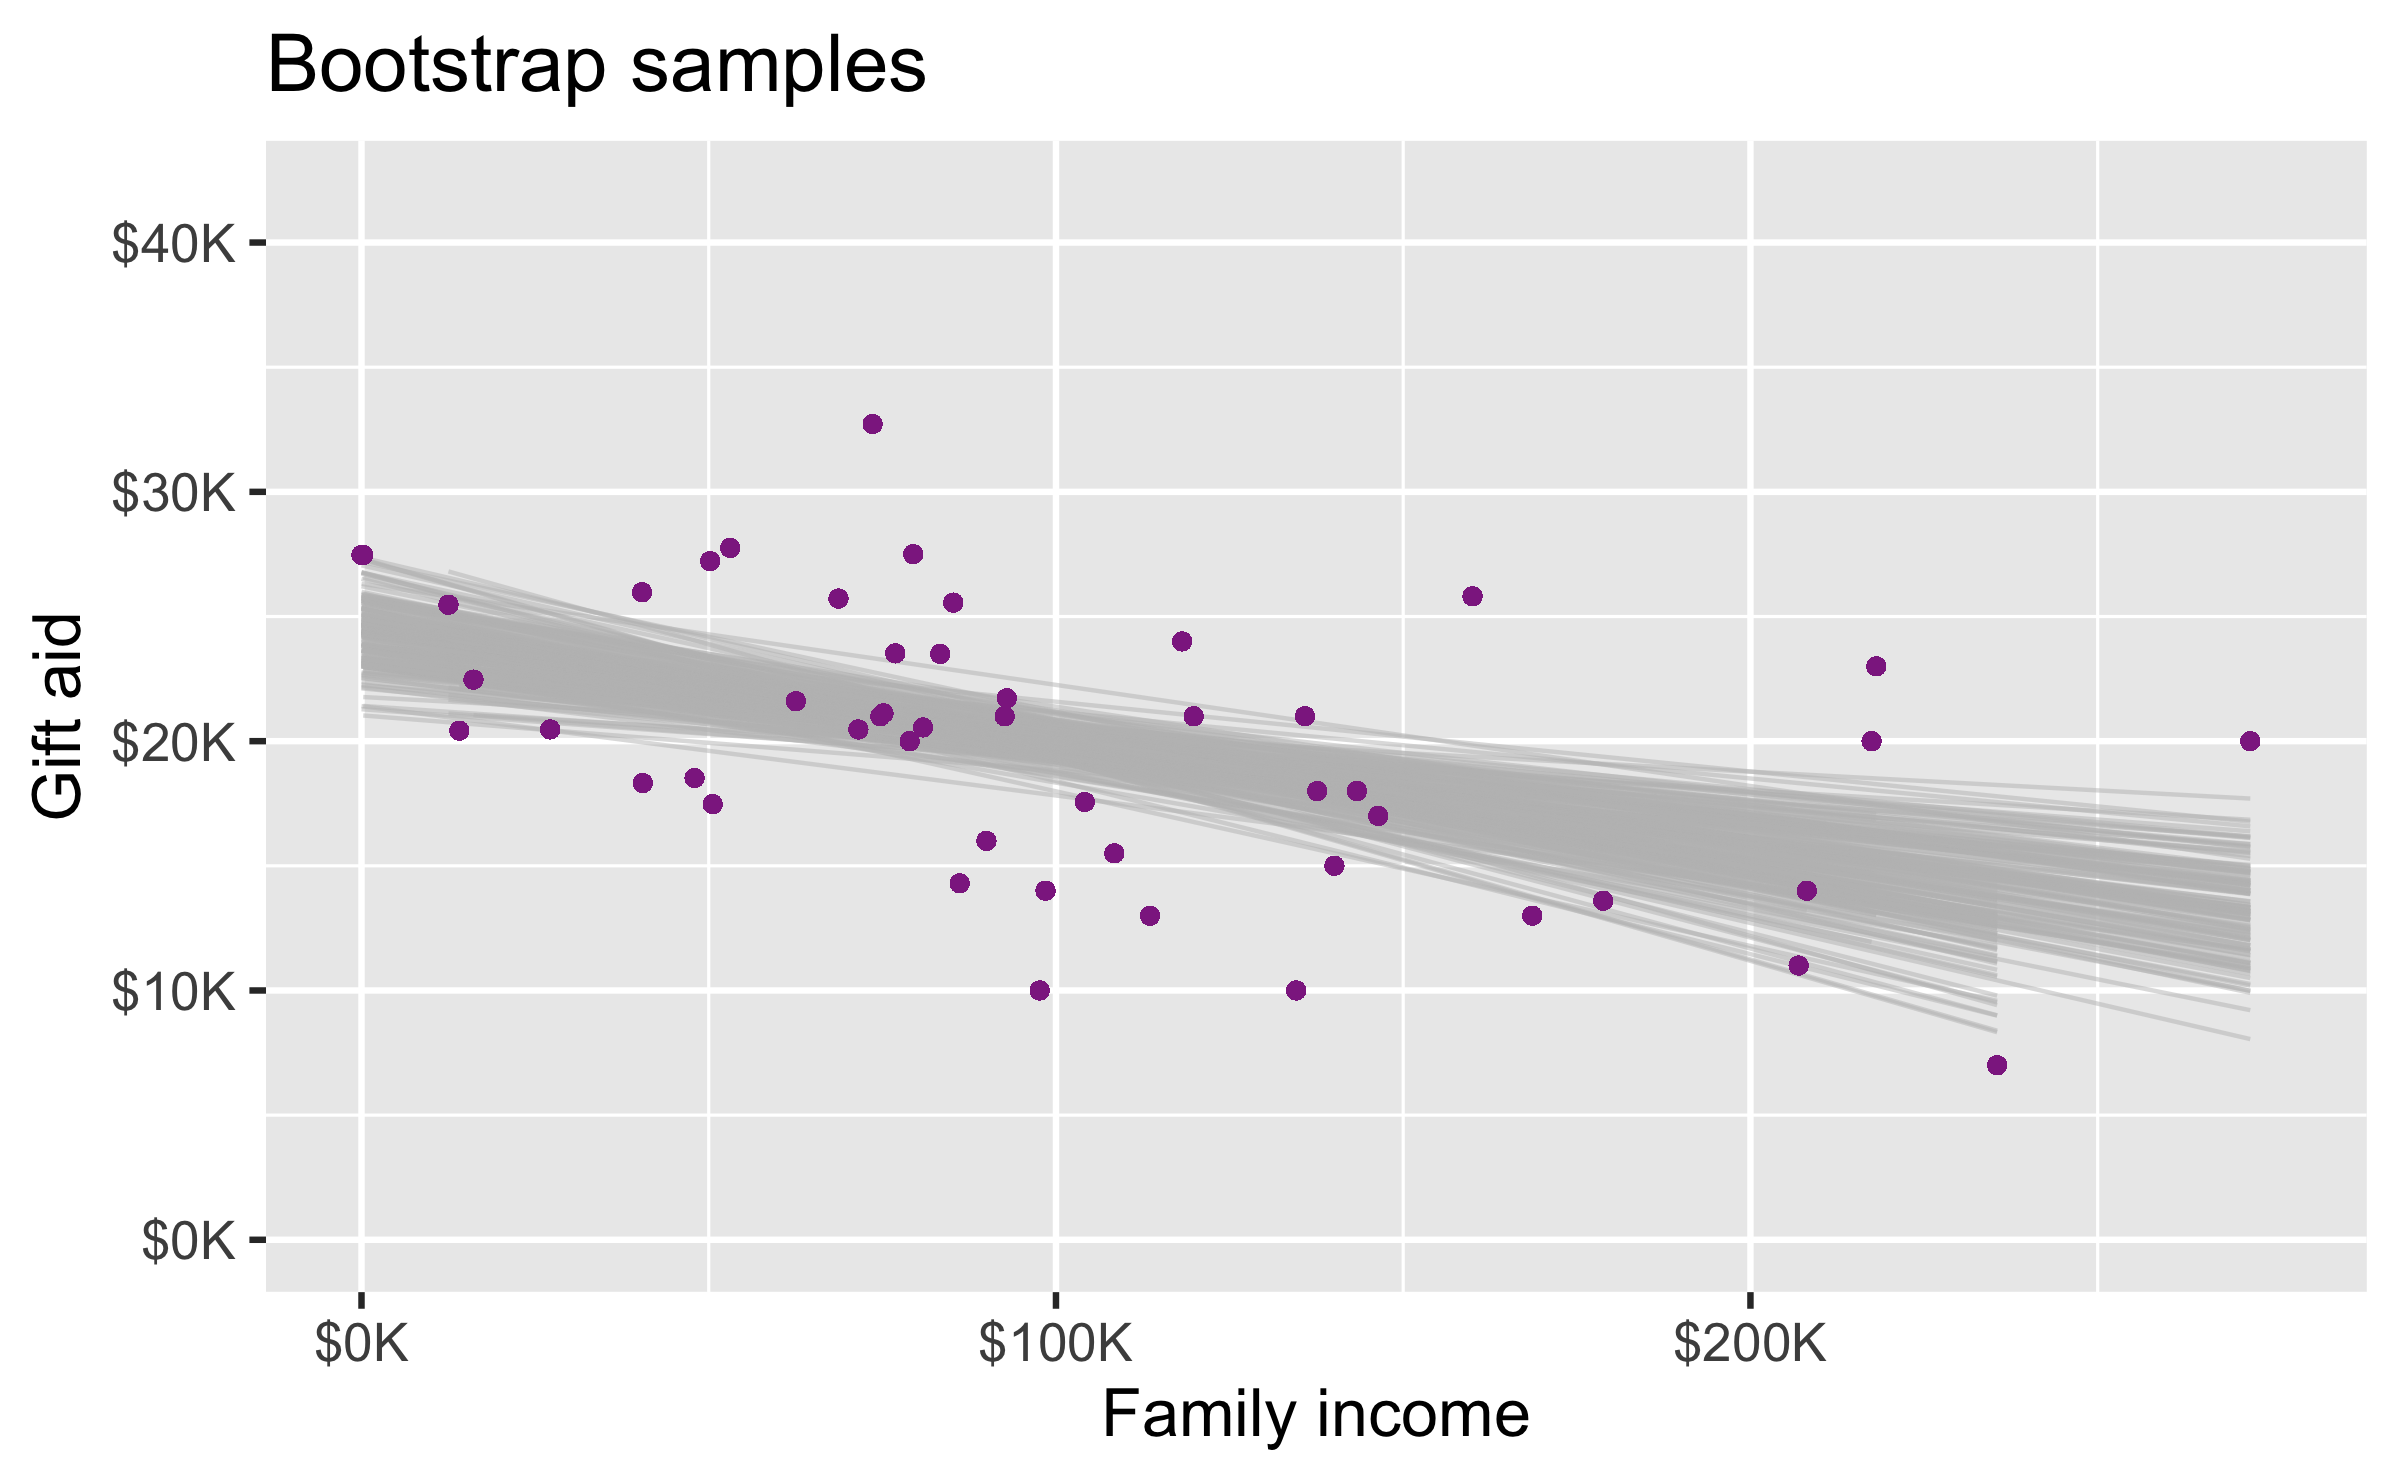 Bootstrap samples
$40K
$30K
$20K
$10K
$0K
Gift aid
$0K
$100K
$200K
Family income